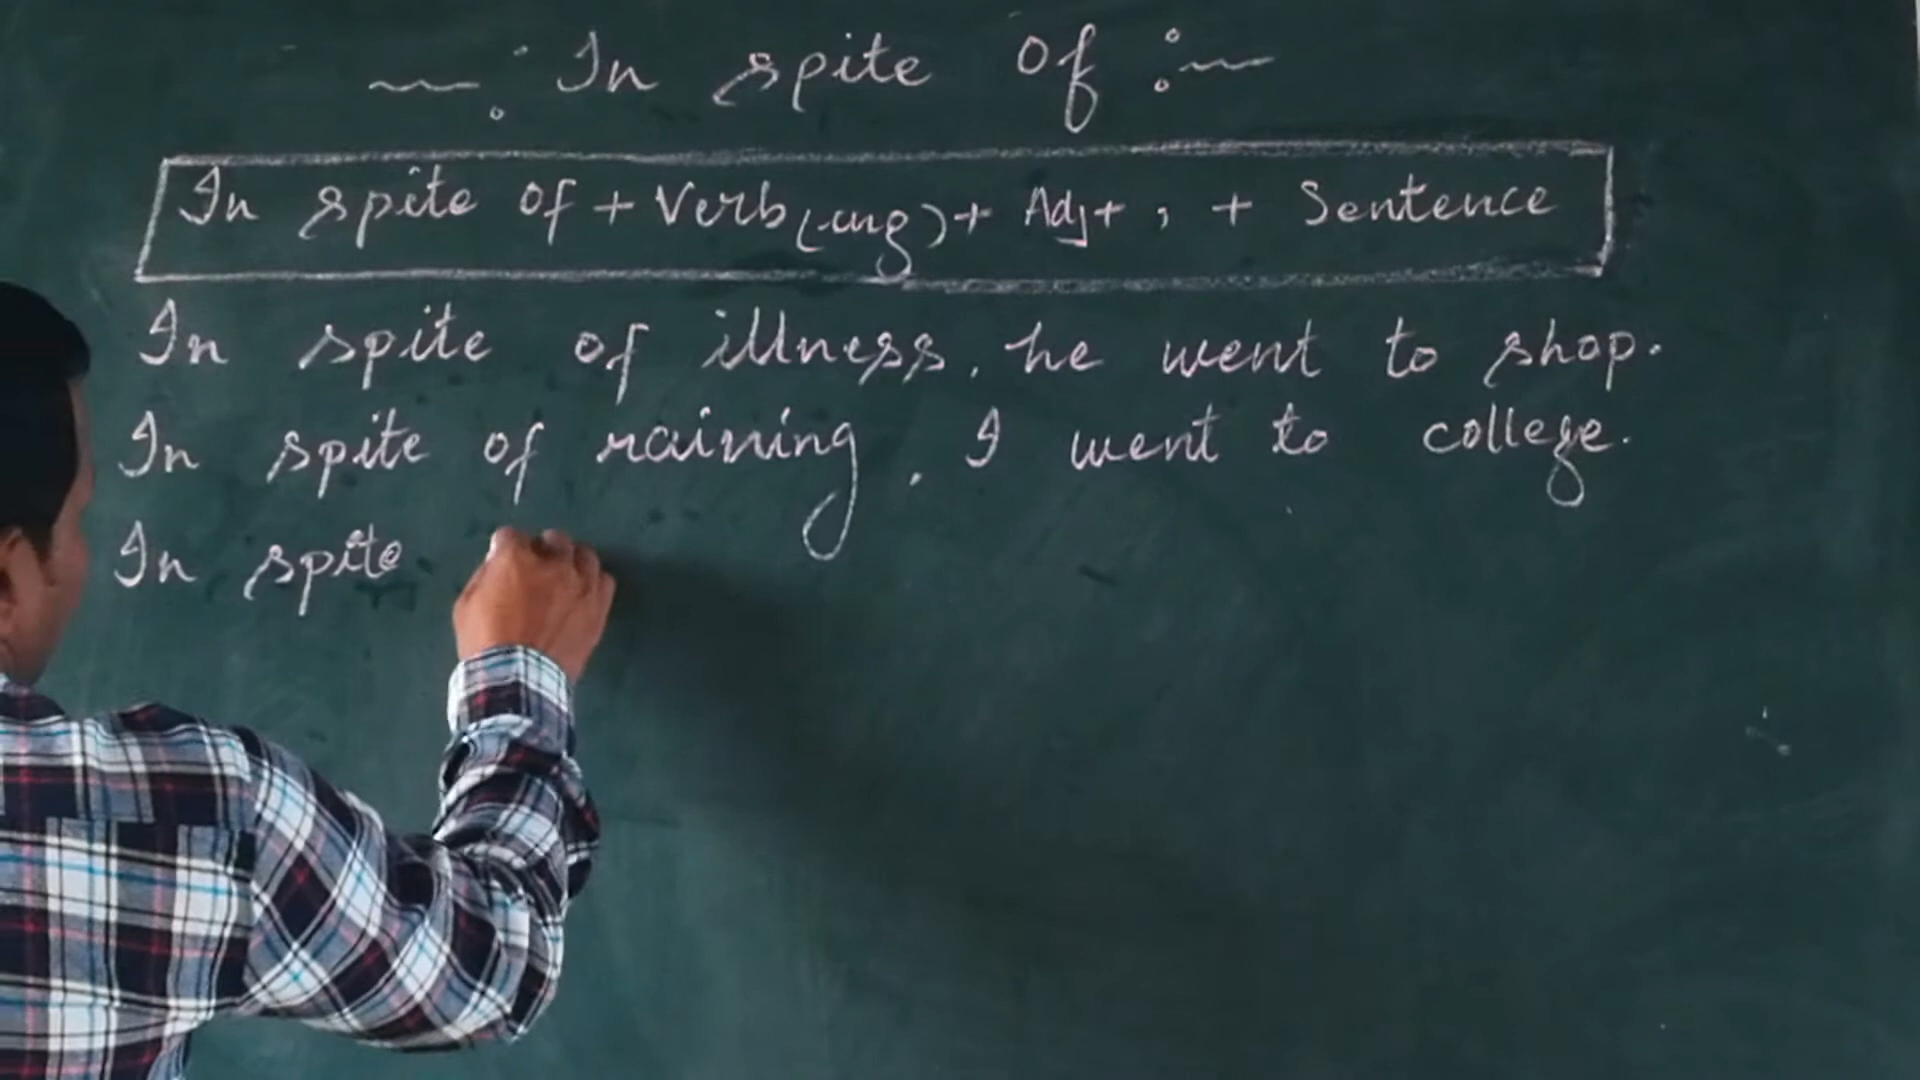 In spite of
In spite of + Verb (-ing) + Adj + , + Sentence
In spite of illness, he went to shop.
In spite of raining, I went to college.
In spite